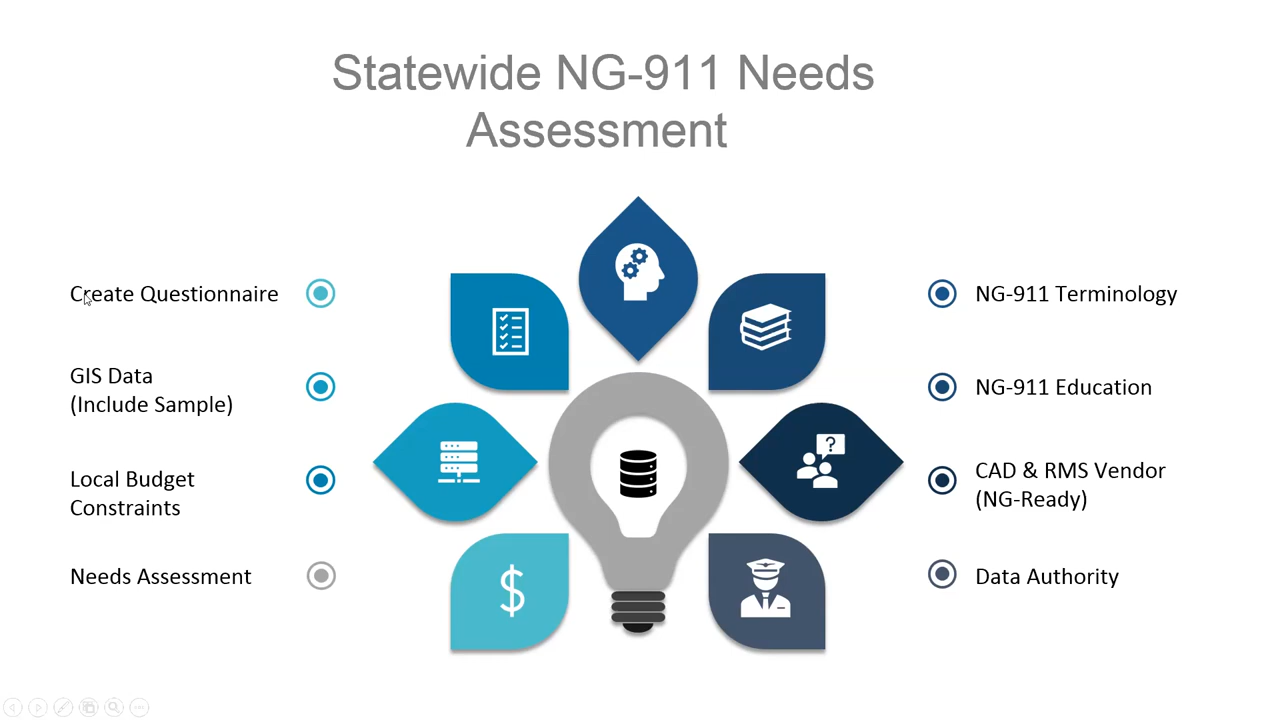 Statewide NG-911 Needs
Assessment
Create Questionnaire
GIS Data
(Include Sample)
Local Budget
Constraints
Needs Assessment
$
?
NG-911 Terminology
NG-911 Education
CAD & RMS Vendor
(NG-Ready)
Data Authority